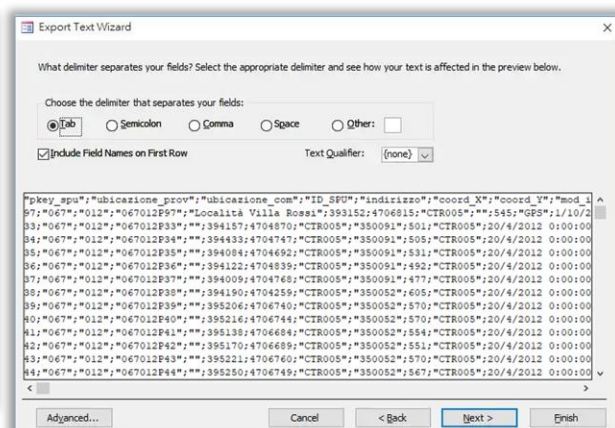 Export Text Wizard
What delimiter separates your fields? Select the appropriate delimiter and see how your text is affected in the preview below.
Choose the delimiter that separates your fields:
Tab Semicolon Comma Space Other:
Include Field Names on First Row Text Qualifier: {none}
"pkey_spu";"ubicazione_prov";"ubicazione_com";"ID_SPU";"indirizzo";"coord_X";"coord_Y";"mod_i
97;"067";"012";"067012P97";"Località Villa Rossi";393152;4706815;"CTR005";"";545;"GPS";1/10/2
33;"067";"012";"067012P33";"";394157;4704870;"CTR005";"350091";501;"CTR005";20/4/2012 0:00:00
34;"067";"012";"067012P34";"";394433;4704747;"CTR005";"350091";505;"CTR005";20/4/2012 0:00:00
35;"067";"012";"067012P35";"";394084;4704692;"CTR005";"350091";531;"CTR005";20/4/2012 0:00:00
36;"067";"012";"067012P36";"";394122;4704839;"CTR005";"350091";492;"CTR005";20/4/2012 0:00:00
37;"067";"012";"067012P37";"";394009;4704768;"CTR005";"350091";477;"CTR005";20/4/2012 0:00:00
38;"067";"012";"067012P38";"";394190;4704259;"CTR005";"350052";605;"CTR005";20/4/2012 0:00:00
39;"067";"012";"067012P39";"";395206;4706740;"CTR005";"350052";570;"CTR005";20/4/2012 0:00:00
40;"067";"012";"067012P40";"";395216;4706744;"CTR005";"350052";570;"CTR005";20/4/2012 0:00:00
41;"067";"012";"067012P41";"";395138;4706684;"CTR005";"350052";554;"CTR005";20/4/2012 0:00:00
42;"067";"012";"067012P42";"";395170;4706689;"CTR005";"350052";551;"CTR005";20/4/2012 0:00:00
43;"067";"012";"067012P43";"";395221;4706760;"CTR005";"350052";570;"CTR005";20/4/2012 0:00:00
44;"067";"012";"067012P44";"";395250;4706749;"CTR005";"350052";567;"CTR005";20/4/2012 0:00:00
Advanced... Cancel < Back Next > Finish